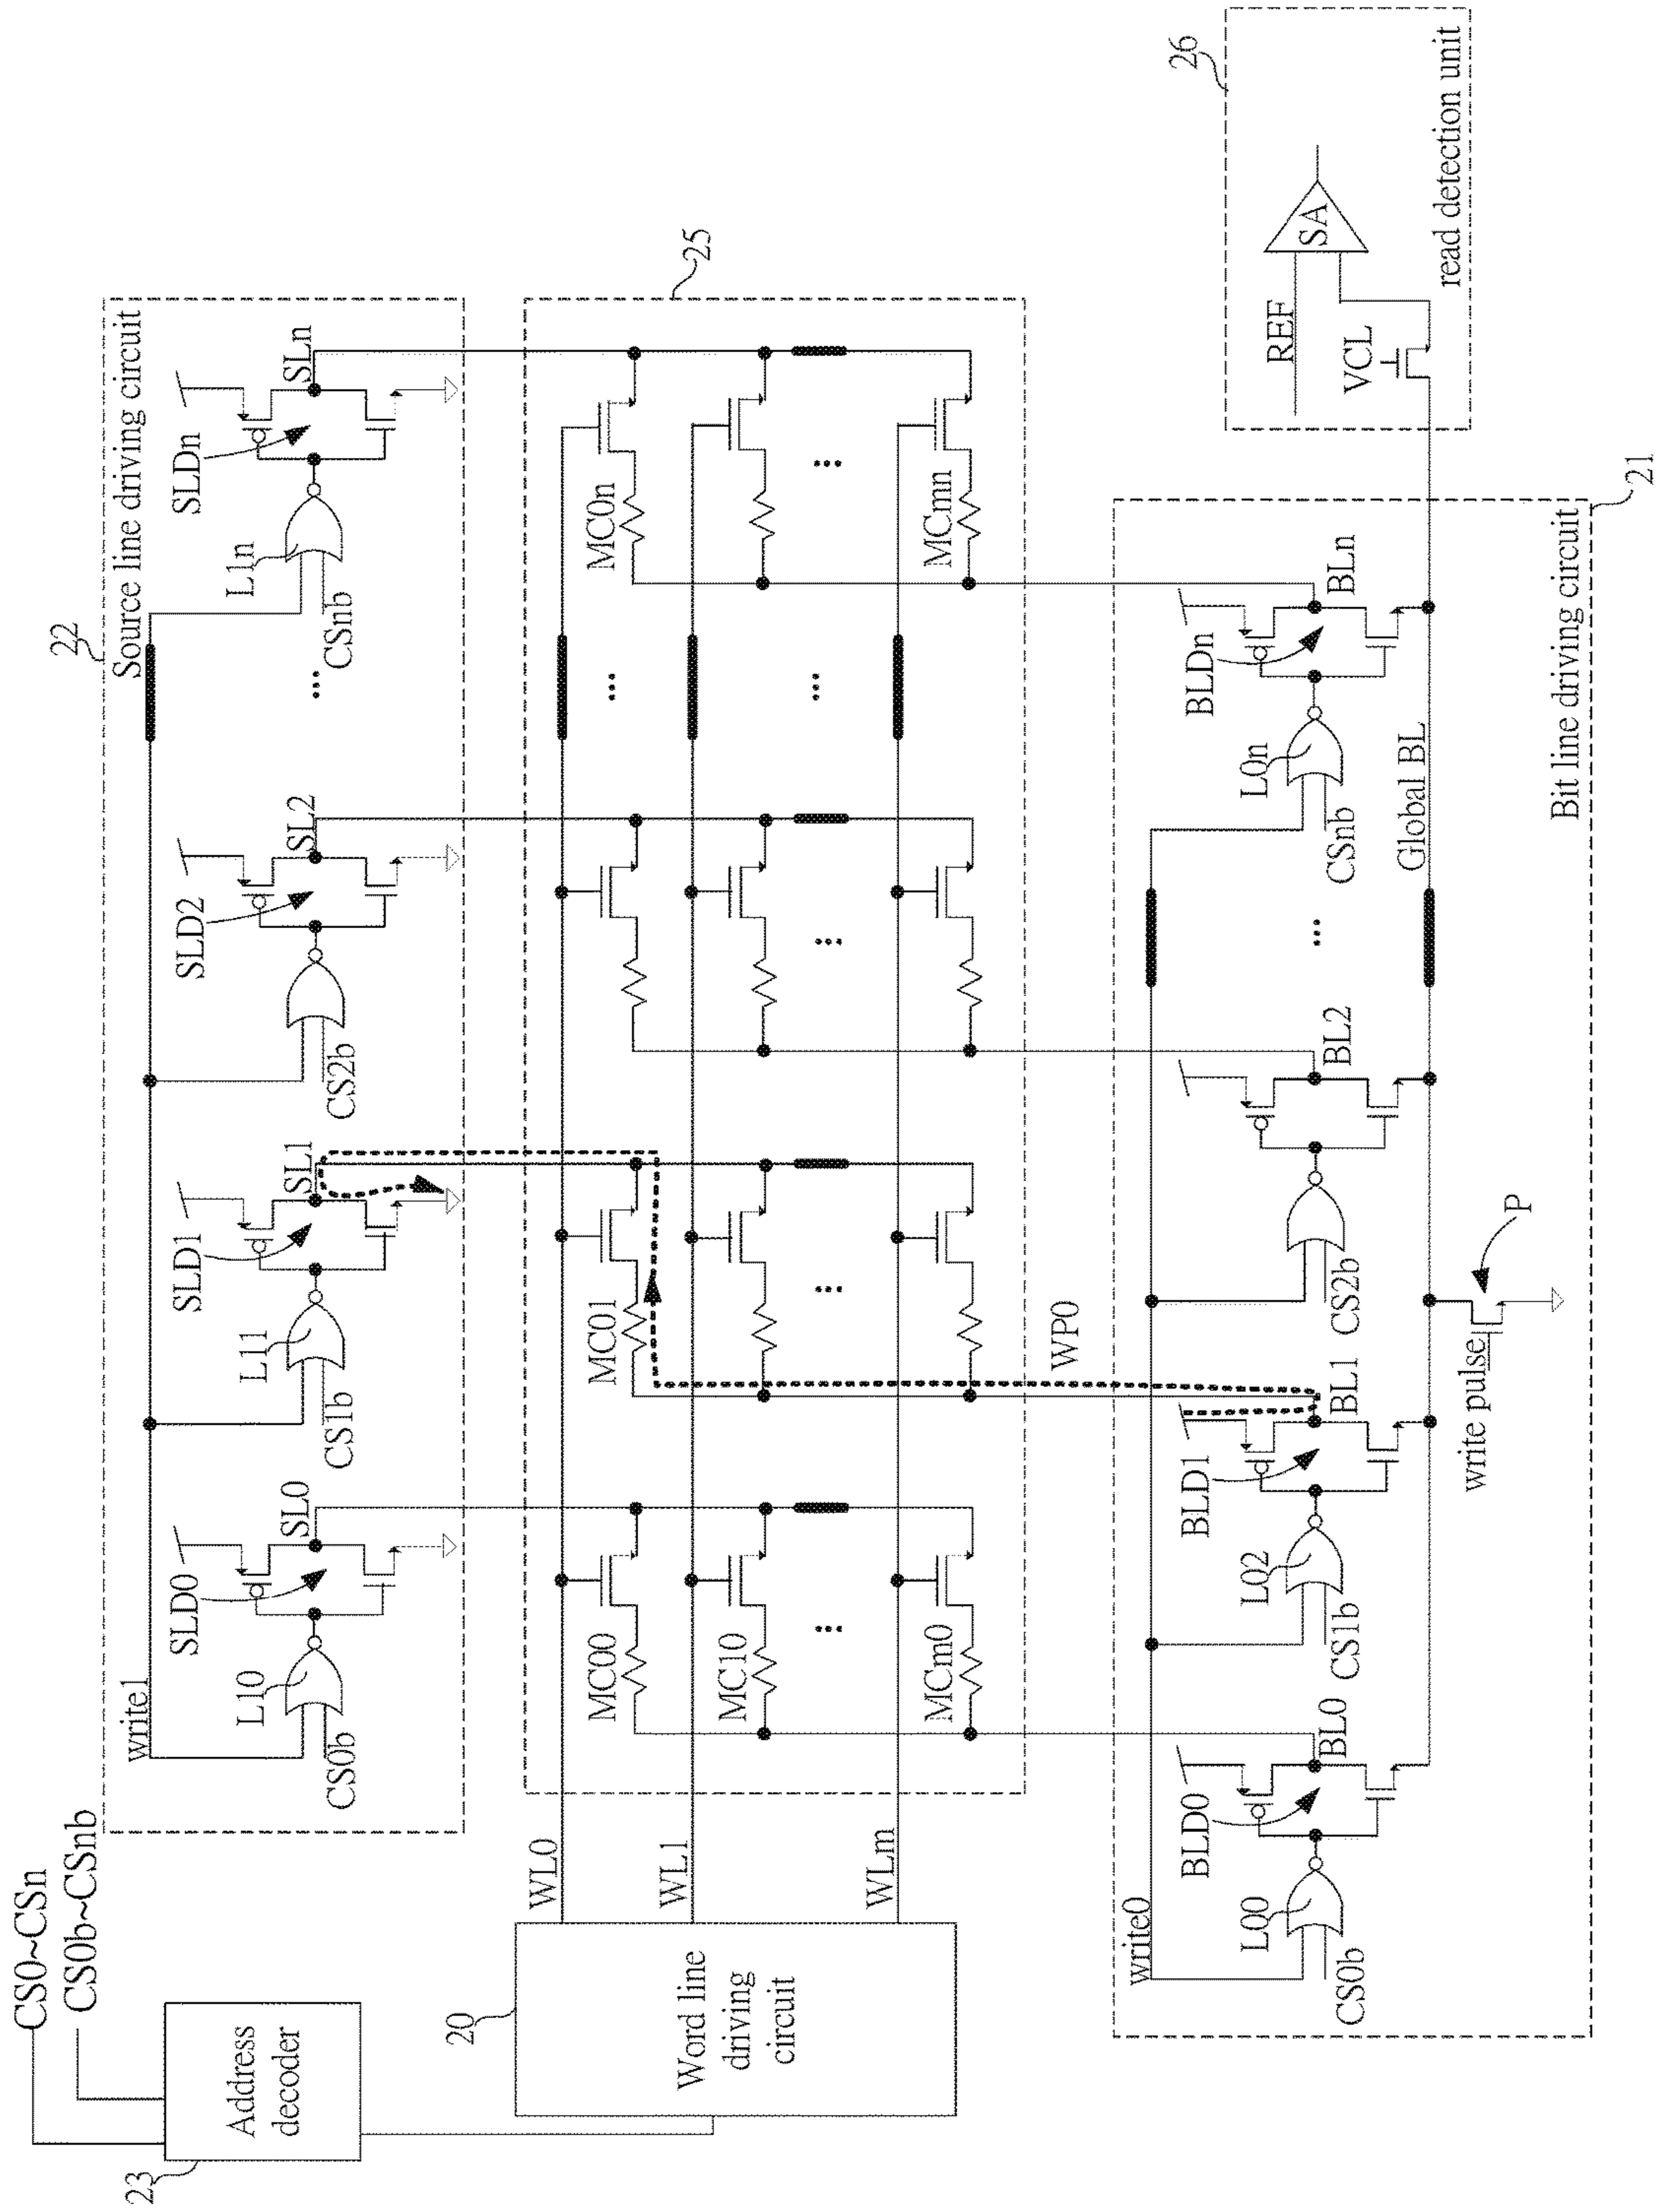 CS0~CSn
CS0b~CSnb
23
Address
decoder
20
Word line
driving
circuit
22
Source line driving circuit
write1
L10
CS0b
SLD0
SL0
L11
CS1b
SLD1
SL1
CS2b
SLD2
SL2
...
L1n
CSnb
SLDn
SLn
25
WL0
WL1
WLm
MC00
MC10
MCm0
MC01
MC0n
MCmn
...
...
...
...
...
...
WP0
write0
L00
CS0b
BLD0
BL0
L02
CS1b
BLD1
BL1
CS2b
BL2
...
L0n
CSnb
BLDn
BLn
Global BL
write pulse
P
Bit line driving circuit
21
26
REF
SA
VCL
read detection unit